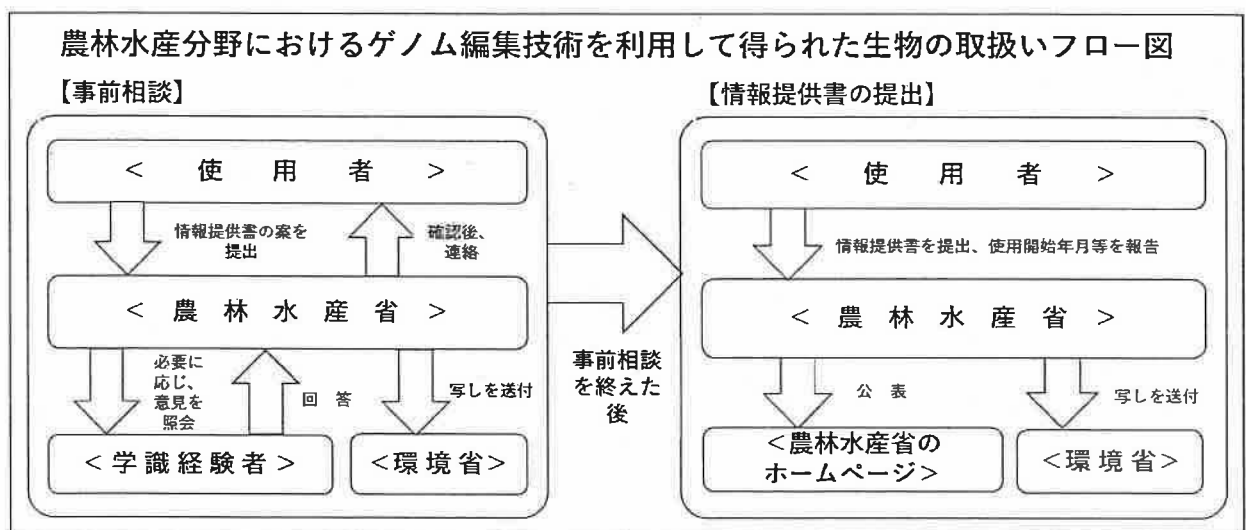 農林水産分野におけるゲノム編集技術を利用して得られた生物の取扱いフロー図
【事前相談】
<使用者>
情報提供書の案を
提出
確認後、
連絡
<農林水産省>
必要に
応じ、
意見を
照会
回答
写しを送付
<学識経験者>
<環境省>
事前相談
を終えた
後
【情報提供書の提出】
<使用者>
情報提供書を提出、使用開始年月等を報告
<農林水産省>
公表
写しを送付
<農林水産省の
ホームページ>
<環境省>